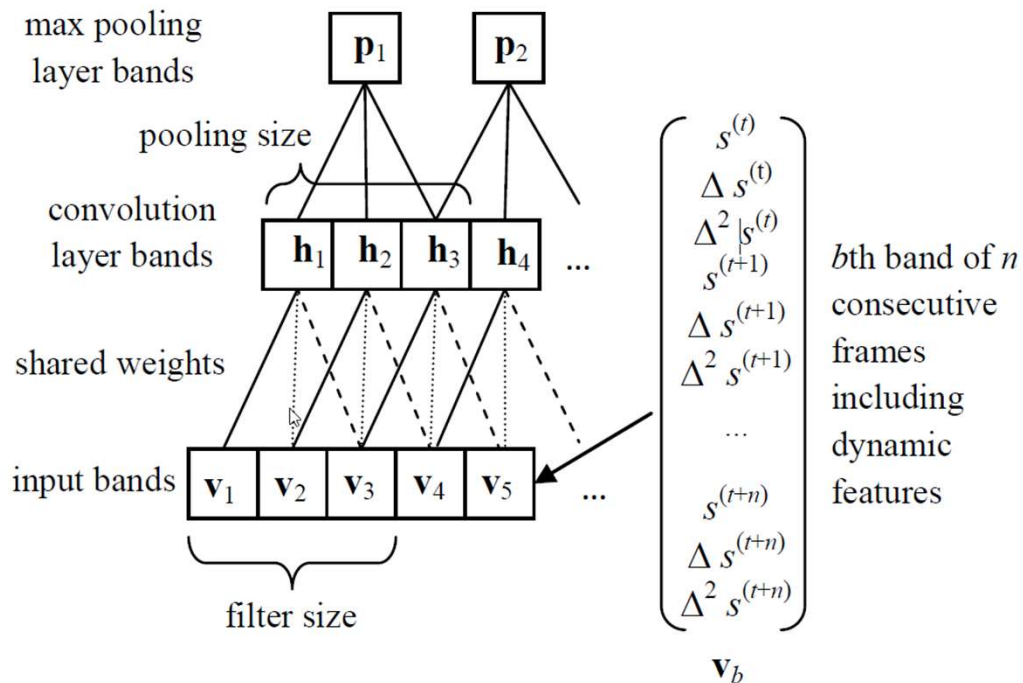 max pooling
layer bands
p1
p2
pooling size
convolution
layer bands
h1
h2
h3
h4
...
shared weights
input bands
v1
v2
v3
v4
v5
...
filter size
s^(t)
Δ s^(t)
Δ² s^(t)
s^(t+1)
Δ s^(t+1)
Δ² s^(t+1)
...
s^(t+n)
Δ s^(t+n)
Δ² s^(t+n)
v_b
bth band of n
consecutive
frames
including
dynamic
features